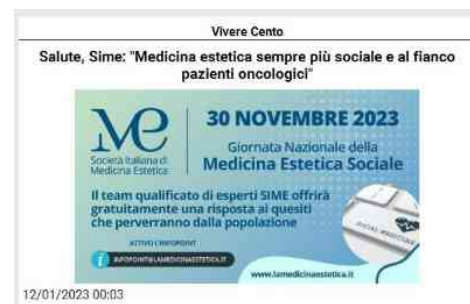 Vivere Cento
Salute, Sime: "Medicina estetica sempre più sociale e al fianco
pazienti oncologici"
Società Italiana di
Medicina Estetica
30 NOVEMBRE 2023
Giornata Nazionale della
Medicina Estetica Sociale
Il team qualificato di esperti SIME offrirà
gratuitamente una risposta ai quesiti
che perverranno dalla popolazione
ATTIVO L'INFOPOINT
INFOPOINT@LAMEDICINAESTETICA.IT
SOCIAL MEDICINE
www.lamedicinaestetica.it
12/01/2023 00:03